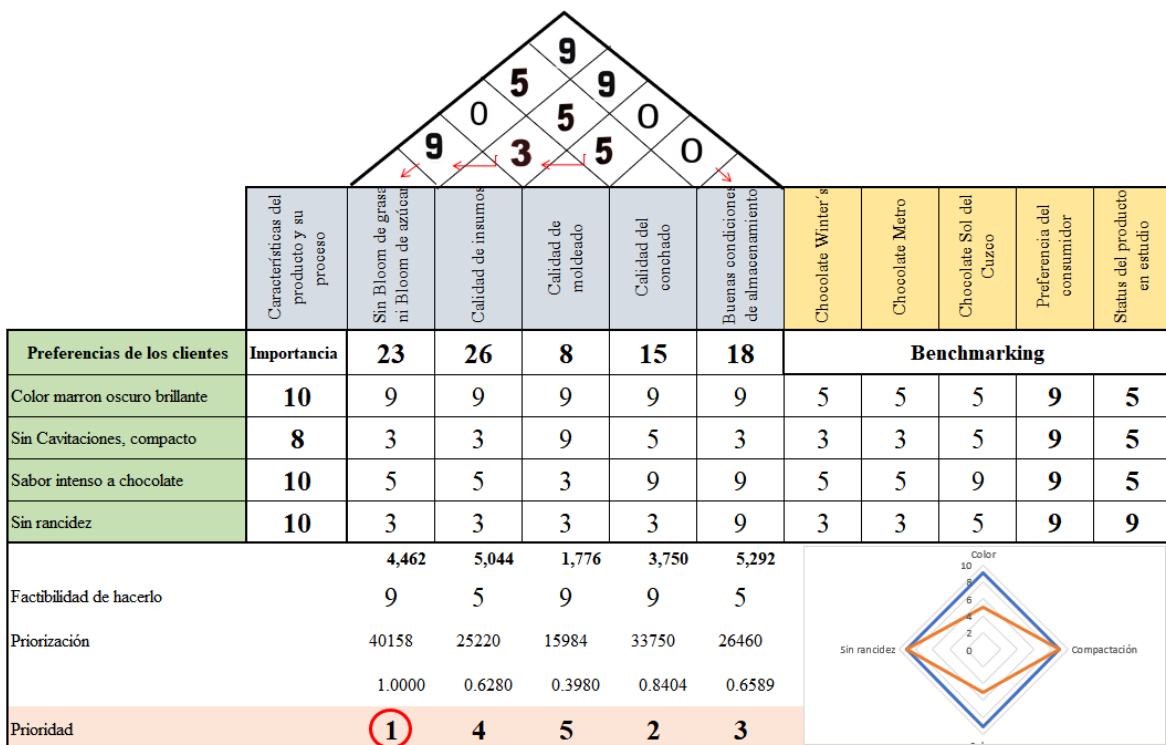 9
5 9
0 5 0
9 3 5 0
Características del
producto y su
proceso
Sin Bloom de grasa
ni Bloom de azúcar
Calidad de insumos
Calidad de
moldeado
Calidad del
conchado
Buenas condiciones
de almacenamiento
Chocolate Winter´s
Chocolate Metro
Chocolate Sol del
Cuzco
Preferencia del
consumidor
Status del producto
en estudio
Preferencias de los clientes Importancia 23 26 8 15 18 Benchmarking
Color marron oscuro brillante 10 9 9 9 9 9 5 5 5 9 5
Sin Cavitaciones, compacto 8 3 3 9 5 3 3 3 5 9 5
Sabor intenso a chocolate 10 5 5 3 9 9 5 5 9 9 5
Sin rancidez 10 3 3 3 3 9 3 3 5 9 9
4,462 5,044 1,776 3,750 5,292
Factibilidad de hacerlo 9 5 9 9 5
Priorización 40158 25220 15984 33750 26460
1.0000 0.6280 0.3980 0.8404 0.6589
Prioridad 1 4 5 2 3
Color
10
8
6
4
2
0
Sin rancidez
Compactación